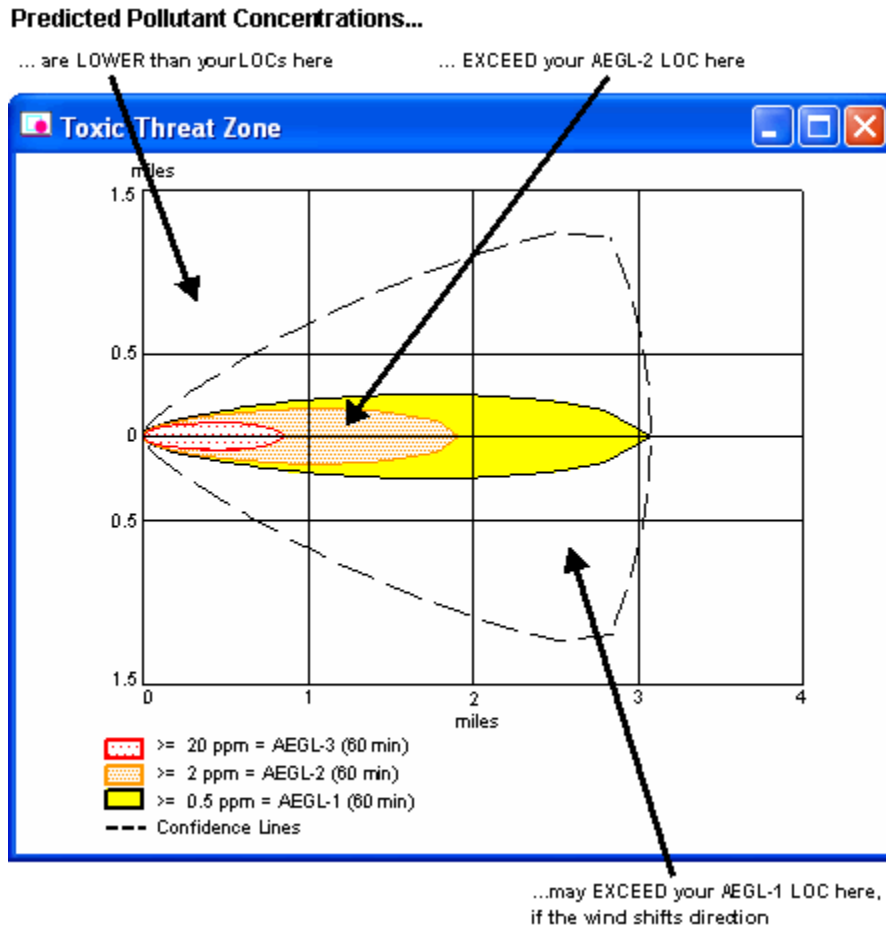 Predicted Pollutant Concentrations...
... are LOWER than your LOCs here
... EXCEED your AEGL-2 LOC here
Toxic Threat Zone
miles
1.5
0.5
0
0.5
1.5
0 1 2 3 4
miles
>= 20 ppm = AEGL-3 (60 min)
>= 2 ppm = AEGL-2 (60 min)
>= 0.5 ppm = AEGL-1 (60 min)
Confidence Lines
...may EXCEED your AEGL-1 LOC here,
if the wind shifts direction